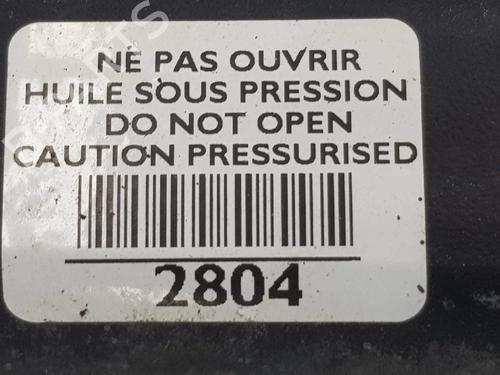 NE PAS OUVRIR
HUILE SOUS PRESSION
DO NOT OPEN
CAUTION PRESSURISED
2804